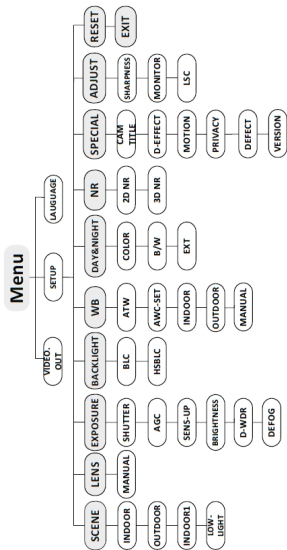 Menu
VIDEO.
OUT
SETUP
LAUGUAGE
SCENE
LENS
EXPOSURE
BACKLIGHT
WB
DAY&NIGHT
NR
SPECIAL
ADJUST
RESET
INDOOR
OUTDOOR
INDOOR1
LOW-
LIGHT
MANUAL
SHUTTER
AGC
SENS-UP
BRIGHTNESS
D-WDR
DEFOG
BLC
HSBLC
ATW
AWC-SET
INDOOR
OUTDOOR
MANUAL
COLOR
B/W
EXT
2D NR
3D NR
CAM
TITLE
D-EFFECT
MOTION
PRIVACY
DEFECT
VERSION
SHARPNESS
MONITOR
LSC
EXIT